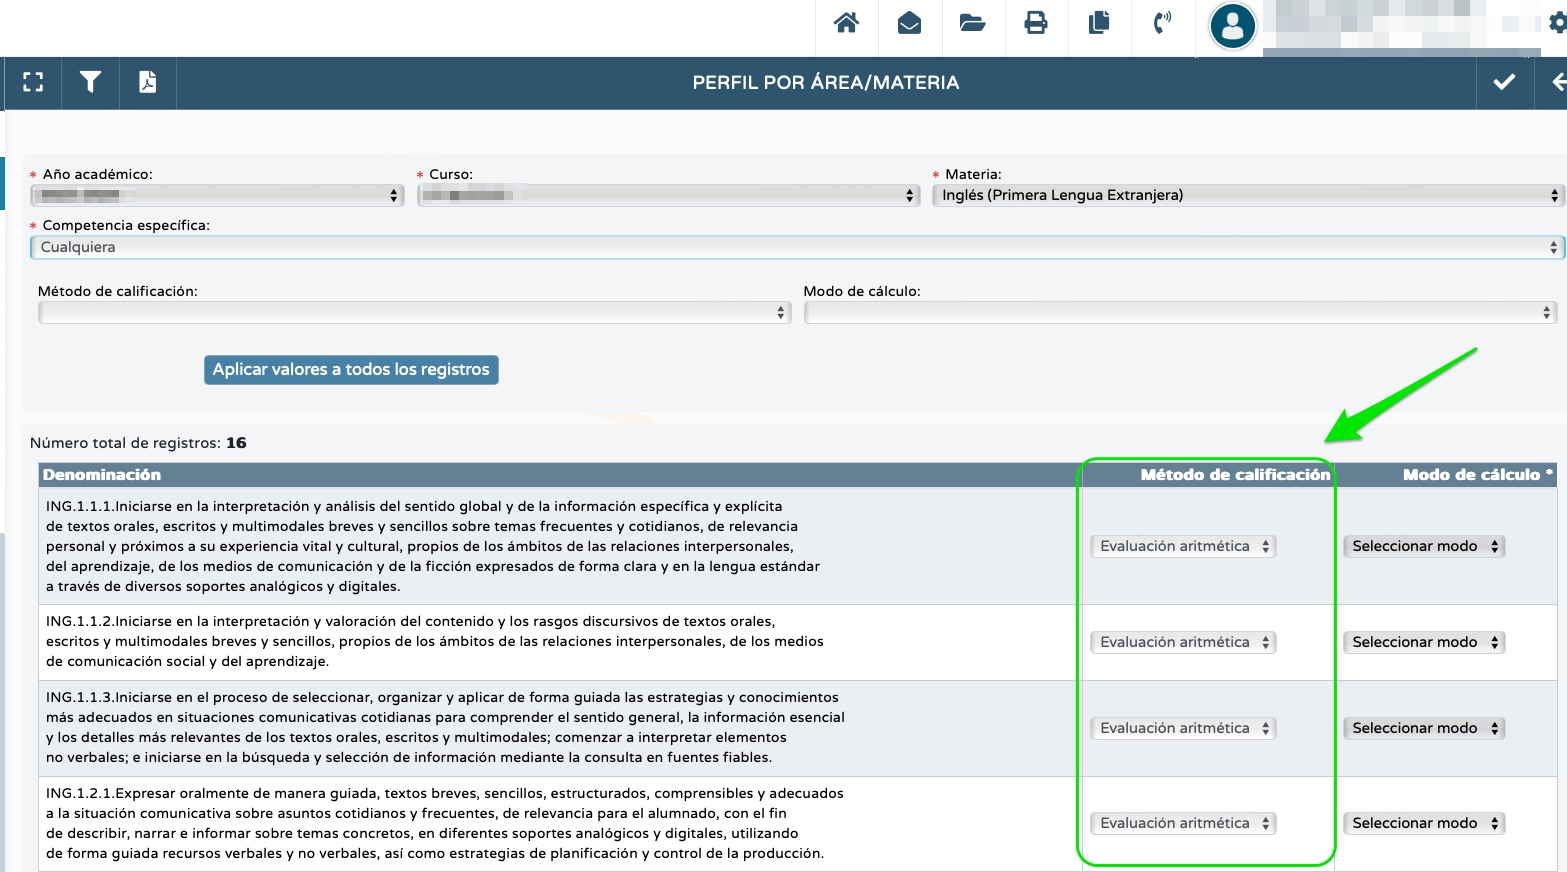 PERFIL POR ÁREA/MATERIA
* Año académico:
* Curso:
* Materia:
Inglés (Primera Lengua Extranjera)
* Competencia específica:
Cualquiera
Método de calificación:
Modo de cálculo:
Aplicar valores a todos los registros
Número total de registros: 16
Denominación
Método de calificación
Modo de cálculo *
ING.1.1.1.Iniciarse en la interpretación y análisis del sentido global y de la información específica y explícita
de textos orales, escritos y multimodales breves y sencillos sobre temas frecuentes y cotidianos, de relevancia
personal y próximos a su experiencia vital y cultural, propios de los ámbitos de las relaciones interpersonales,
del aprendizaje, de los medios de comunicación y de la ficción expresados de forma clara y en la lengua estándar
a través de diversos soportes analógicos y digitales.
Evaluación aritmética
Seleccionar modo
ING.1.1.2.Iniciarse en la interpretación y valoración del contenido y los rasgos discursivos de textos orales,
escritos y multimodales breves y sencillos, propios de los ámbitos de las relaciones interpersonales, de los medios
de comunicación social y del aprendizaje.
Evaluación aritmética
Seleccionar modo
ING.1.1.3.Iniciarse en el proceso de seleccionar, organizar y aplicar de forma guiada las estrategias y conocimientos
más adecuados en situaciones comunicativas cotidianas para comprender el sentido general, la información esencial
y los detalles más relevantes de los textos orales, escritos y multimodales; comenzar a interpretar elementos
no verbales; e iniciarse en la búsqueda y selección de información mediante la consulta en fuentes fiables.
Evaluación aritmética
Seleccionar modo
ING.1.2.1.Expresar oralmente de manera guiada, textos breves, sencillos, estructurados, comprensibles y adecuados
a la situación comunicativa sobre asuntos cotidianos y frecuentes, de relevancia para el alumnado, con el fin
de describir, narrar e informar sobre temas concretos, en diferentes soportes analógicos y digitales, utilizando
de forma guiada recursos verbales y no verbales, así como estrategias de planificación y control de la producción.
Evaluación aritmética
Seleccionar modo